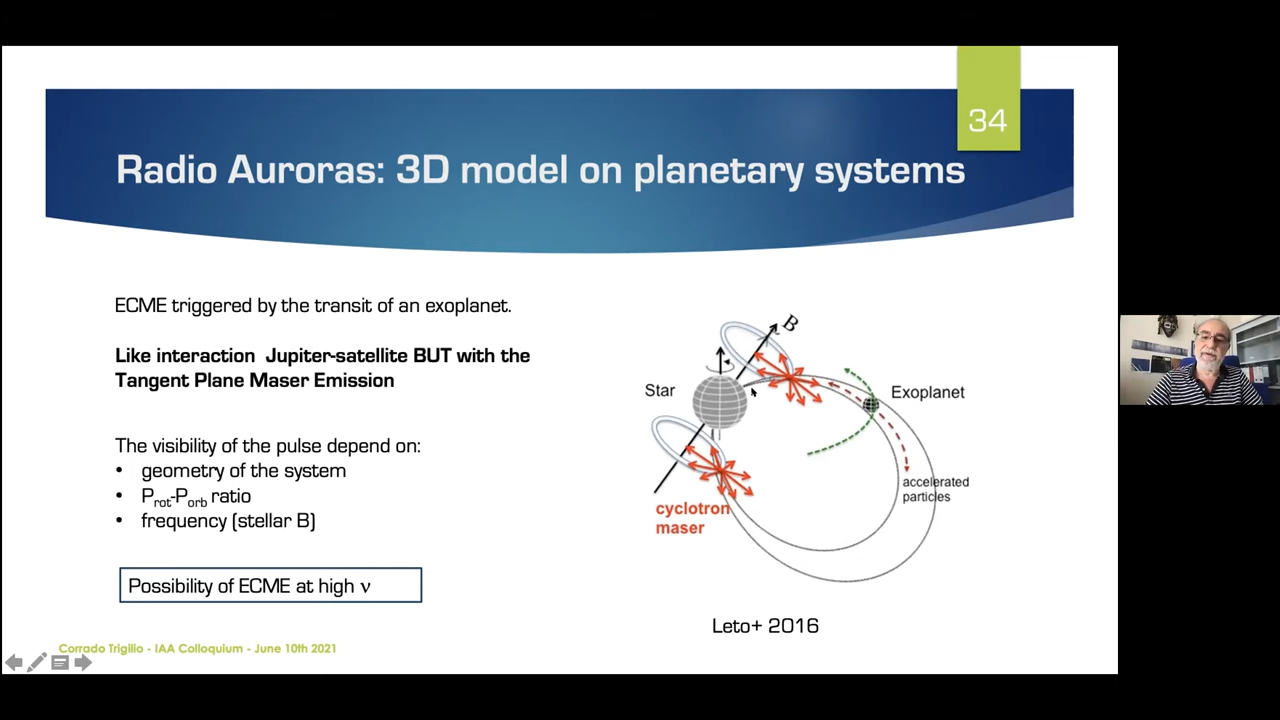 34
Radio Auroras: 3D model on planetary systems
ECME triggered by the transit of an exoplanet.
Like interaction Jupiter-satellite BUT with the
Tangent Plane Maser Emission
The visibility of the pulse depend on:
• geometry of the system
• Prot-Porb ratio
• frequency (stellar B)
Possibility of ECME at high ν
B
Star
Exoplanet
accelerated
particles
cyclotron
maser
Leto+ 2016
Corrado Trigilio - IAA Colloquium - June 10th 2021